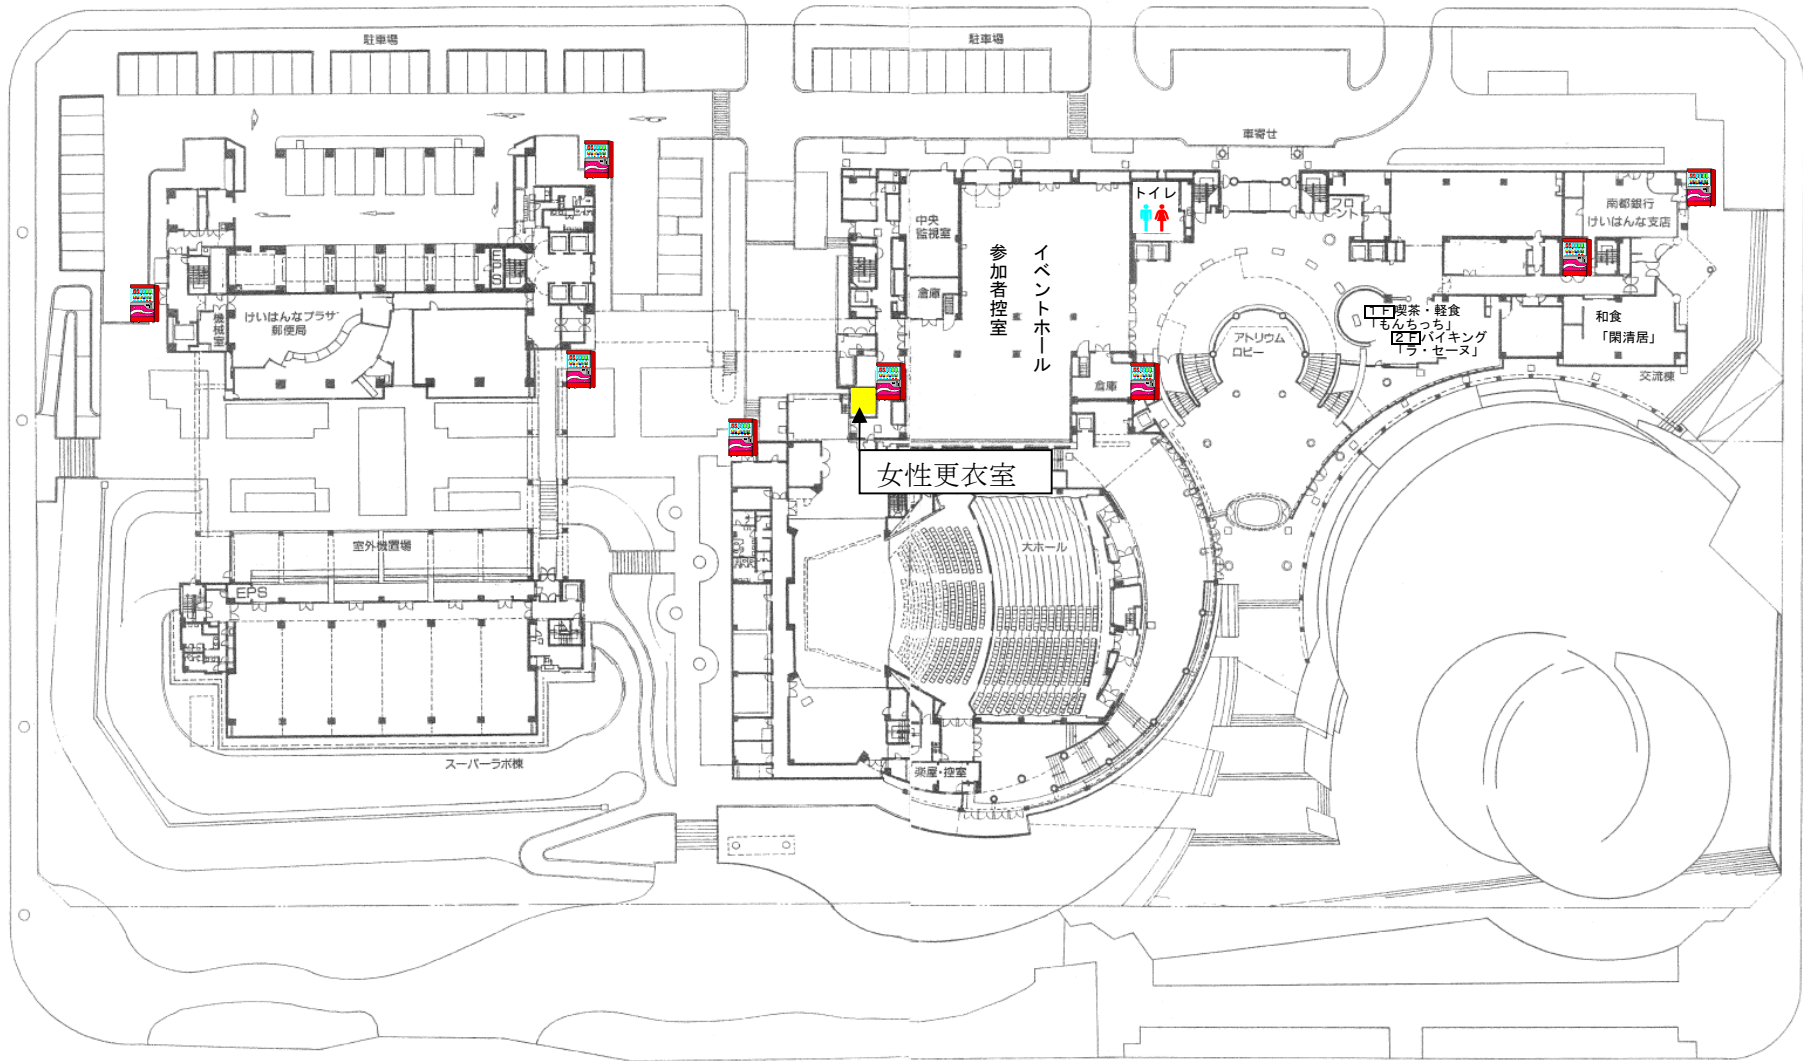 駐車場
駐車場
車寄せ
トイレ
フロント
南都銀行
けいはんな支店
中央
監視室
イベントホール
参加者控室
倉庫
EPS
機械室
けいはんなプラザ
郵便局
アトリウム
ロビー
1F 喫茶・軽食
「もんちっち」
2F バイキング
「ラ・セーヌ」
和食
「閑清居」
交流棟
倉庫
女性更衣室
大ホール
室外機置場
EPS
スーパーラボ棟
楽屋・控室